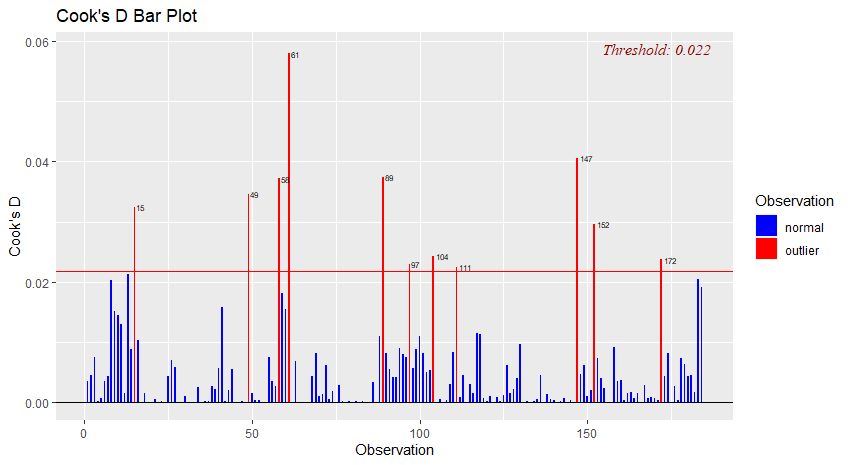 Cook's D Bar Plot
Threshold: 0.022
0.06
0.04
0.02
0.00
Cook's D
15
49
58
61
89
97
104
111
147
152
172
0
50
100
150
Observation
Observation
normal
outlier